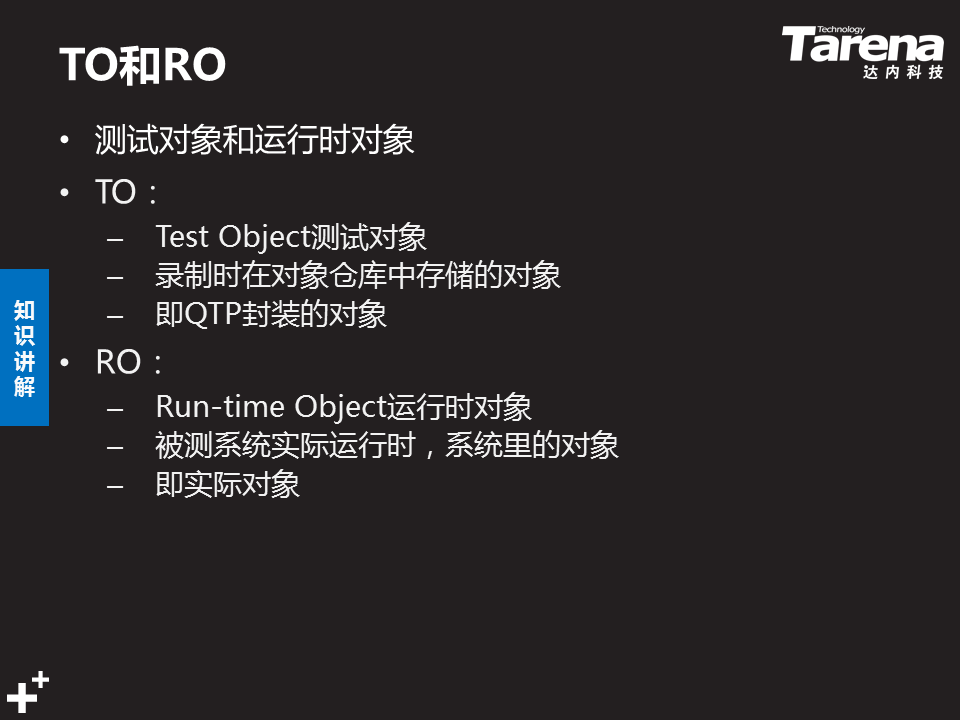 TO和RO
Technology
Tarena
达内科技
• 测试对象和运行时对象
• TO：
– Test Object测试对象
– 录制时在对象仓库中存储的对象
– 即QTP封装的对象
• RO：
– Run-time Object运行时对象
– 被测系统实际运行时，系统里的对象
– 即实际对象
知识讲解